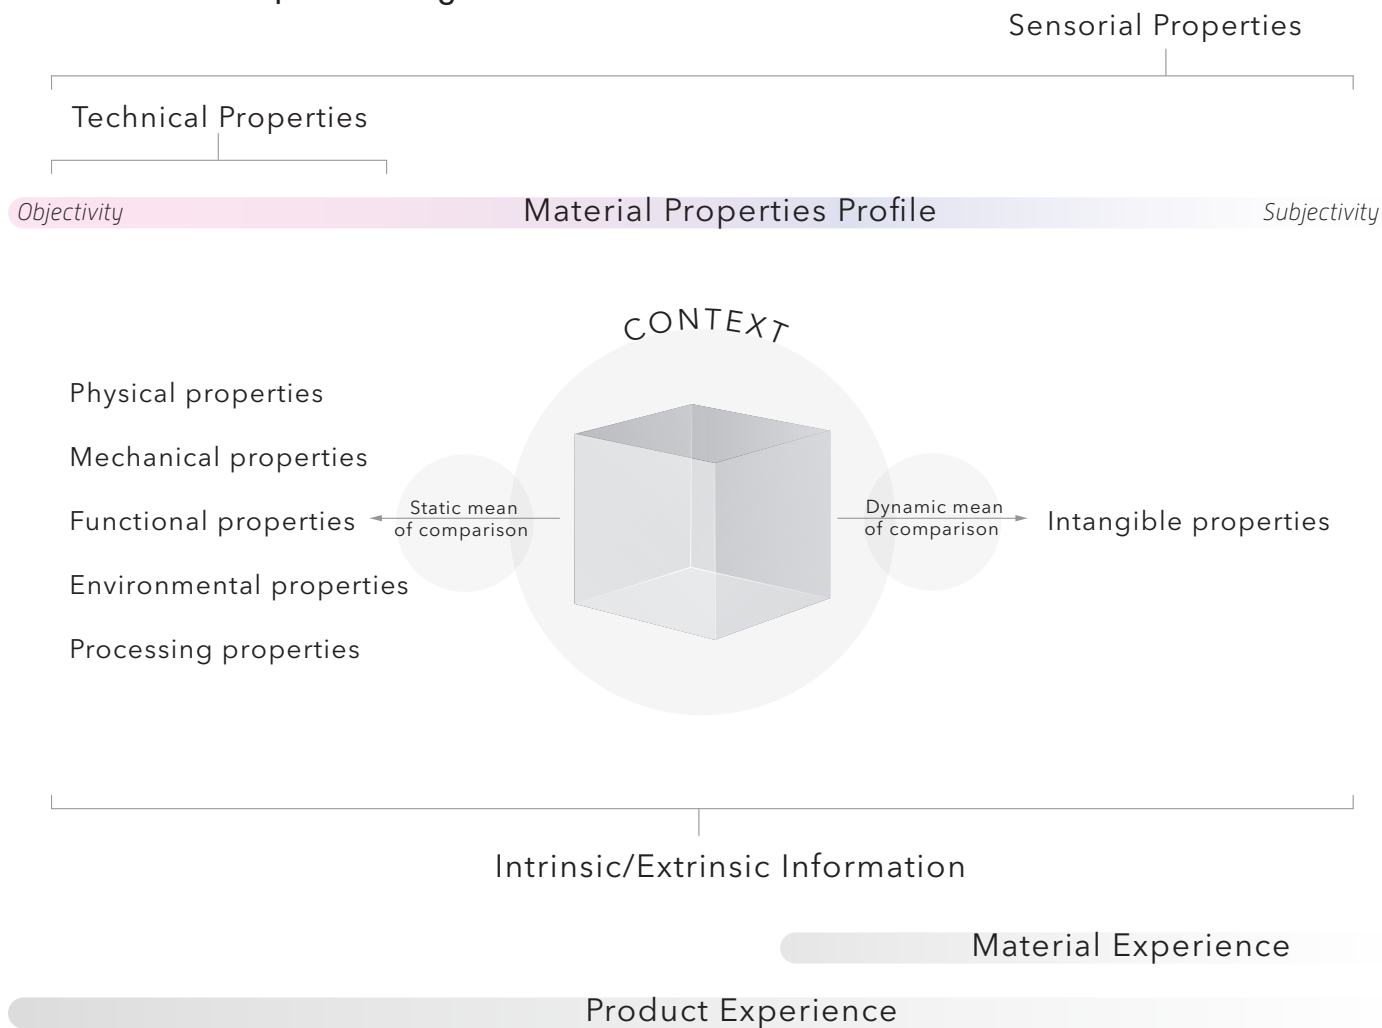 Sensorial Properties
Technical Properties
Objectivity
Material Properties Profile
Subjectivity
CONTEXT
Physical properties
Mechanical properties
Functional properties
Environmental properties
Processing properties
Static mean
of comparison
Dynamic mean
of comparison
Intangible properties
Intrinsic/Extrinsic Information
Material Experience
Product Experience